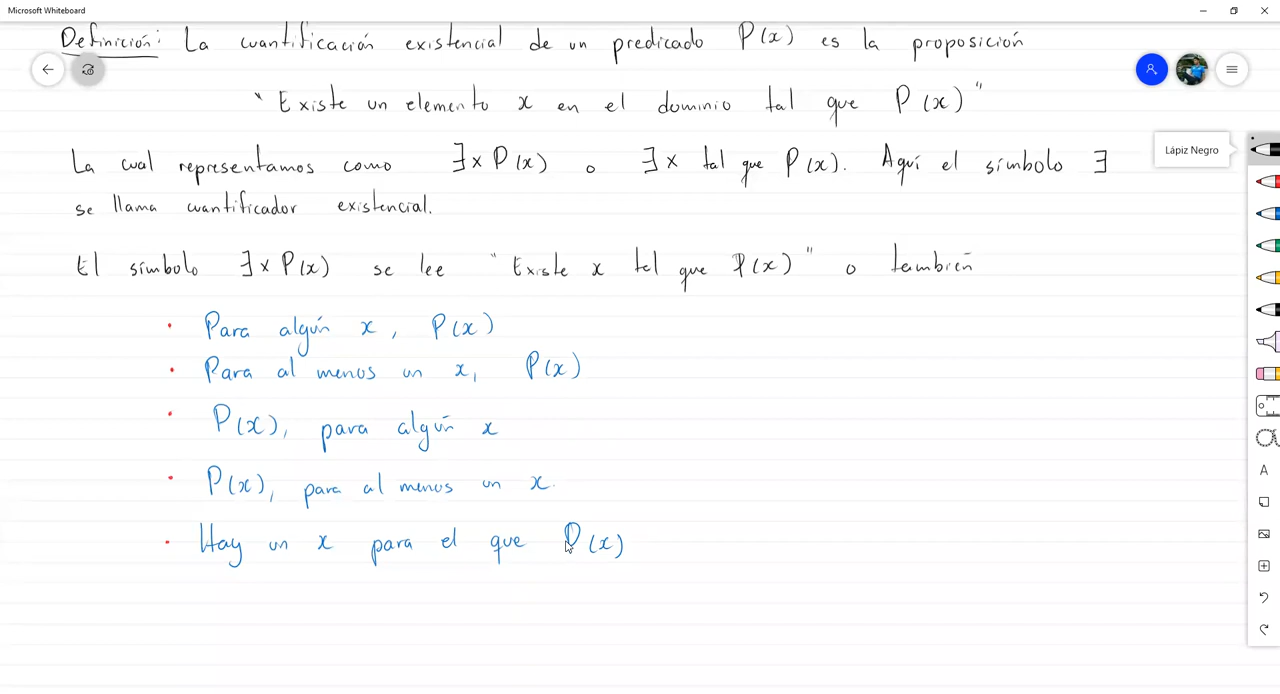 Microsoft Whiteboard
Definición: La cuantificación existencial de un predicado P(x) es la proposición
"Existe un elemento x en el dominio tal que P(x)"
La cual representamos como ∃x P(x) o ∃x tal que P(x). Aquí el símbolo ∃
Lápiz Negro
se llama cuantificador existencial.
El símbolo ∃x P(x) se lee "Existe x tal que P(x)" o también
• Para algún x, P(x)
• Para al menos un x, P(x)
• P(x), para algún x
• P(x), para al menos un x.
• Hay un x para el que P(x)